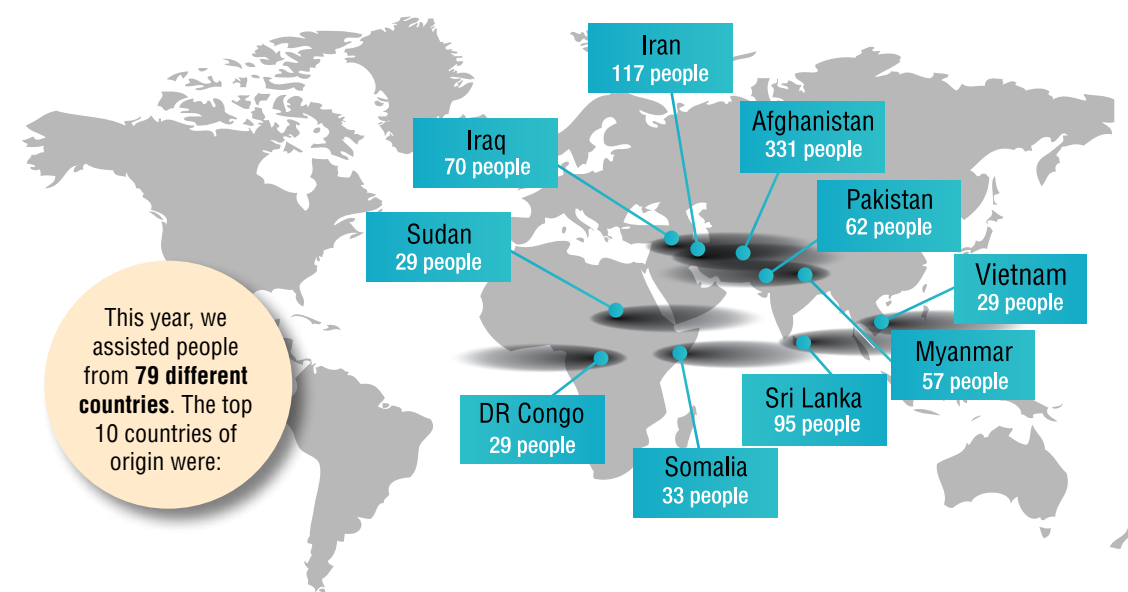 This year, we
assisted people
from 79 different
countries. The top
10 countries of
origin were:
Iran
117 people
Afghanistan
331 people
Iraq
70 people
Pakistan
62 people
Sudan
29 people
Vietnam
29 people
Myanmar
57 people
Sri Lanka
95 people
DR Congo
29 people
Somalia
33 people